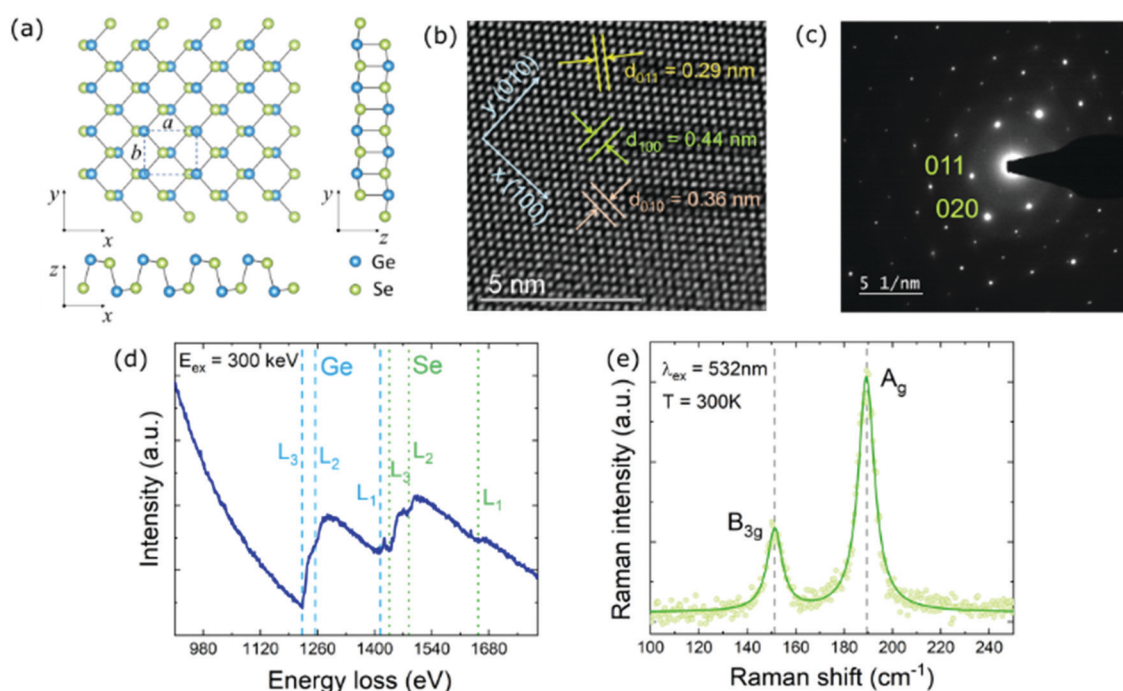 (a)
a
b
y
x
y
z
z
x
Ge
Se
(b)
y (010)
x (100)
d011 = 0.29 nm
d100 = 0.44 nm
d010 = 0.36 nm
5 nm
(c)
011
020
5 1/nm
(d)
Eex = 300 keV
Ge
Se
L3
L2
L1
L3
L2
L1
Intensity (a.u.)
980 1120 1260 1400 1540 1680
Energy loss (eV)
(e)
λex = 532nm
T = 300K
Ag
B3g
Raman intensity (a.u.)
100 120 140 160 180 200 220 240
Raman shift (cm-1)